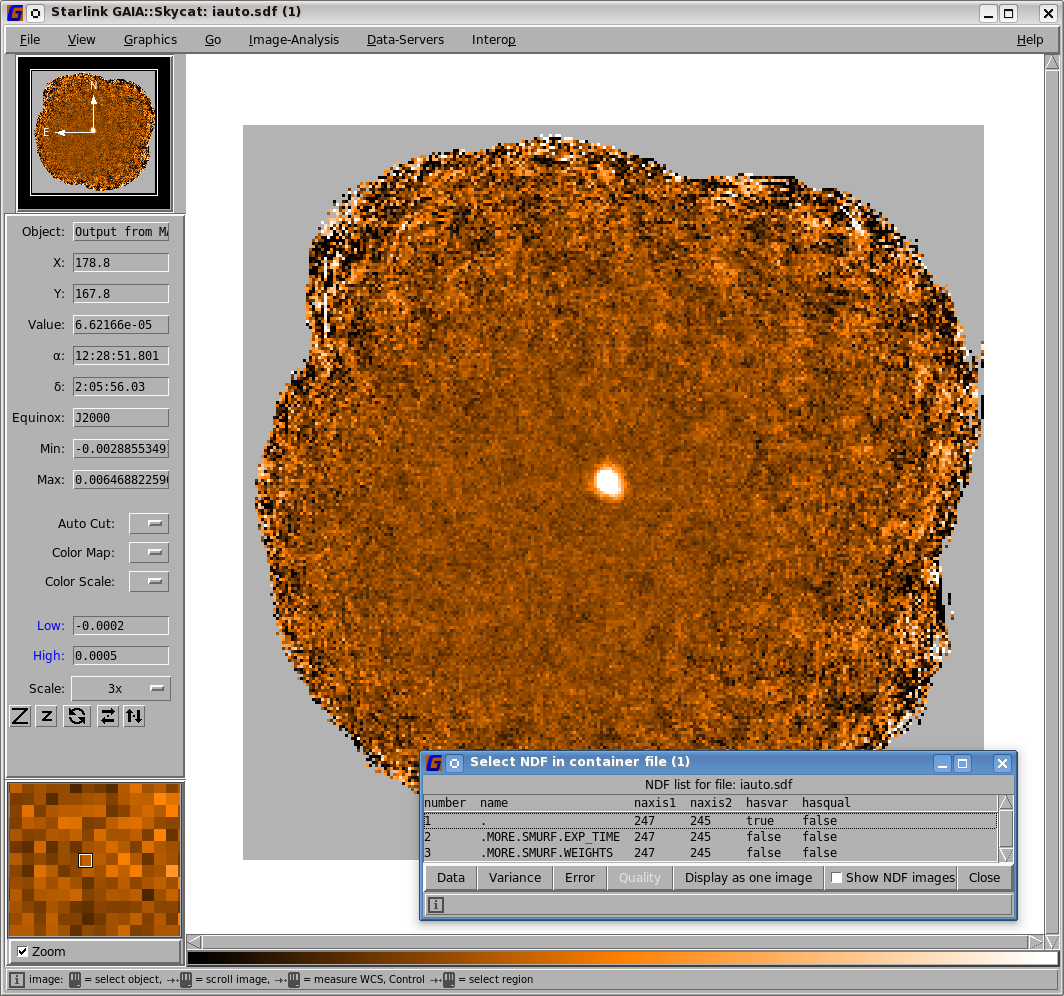 Starlink GAIA::Skycat: iauto.sdf (1)
File View Graphics Go Image-Analysis Data-Servers Interop Help
N
E
Object: Output from MA
X: 178.8
Y: 167.8
Value: 6.62166e-05
α: 12:28:51.801
δ: 2:05:56.03
Equinox: J2000
Min: -0.0028855349
Max: 0.0064688225
Auto Cut:
Color Map:
Color Scale:
Low: -0.0002
High: 0.0005
Scale: 3x
Z z
Zoom
Select NDF in container file (1)
NDF list for file: iauto.sdf
number name naxis1 naxis2 hasvar hasqual
1 . 247 245 true false
2 .MORE.SMURF.EXP_TIME 247 245 false false
3 .MORE.SMURF.WEIGHTS 247 245 false false
Data Variance Error Quality Display as one image Show NDF images Close
image: = select object, = scroll image, = measure WCS, Control = select region